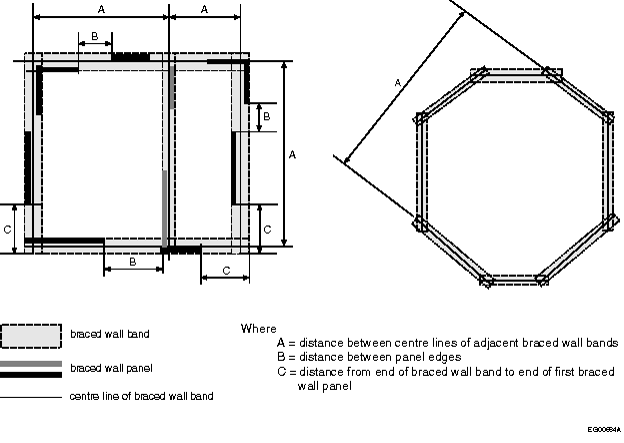 A
A
B
B
A
C
B
C
C
A
braced wall band
braced wall panel
centre line of braced wall band
Where
A = distance between centre lines of adjacent braced wall bands
B = distance between panel edges
C = distance from end of braced wall band to end of first braced
wall panel
EG00684A